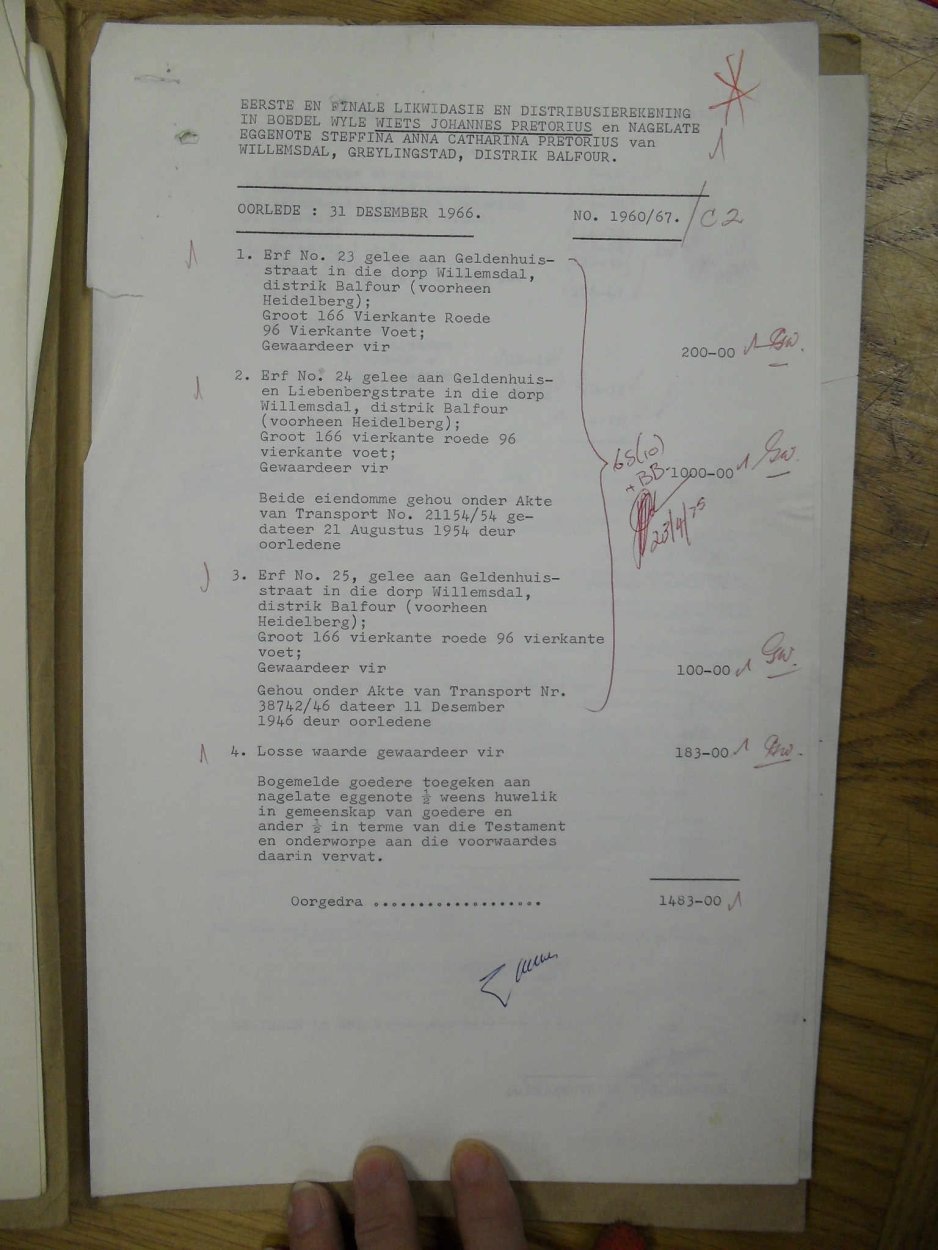 EERSTE EN FINALE LIKWIDASIE EN DISTRIBUSIEREKENING
IN BOEDEL WYLE WIETS JOHANNES PRETORIUS en NAGELATE
EGGENOTE STEFFINA ANNA CATHARINA PRETORIUS van
WILLEMSDAL, GREYLINGSTAD, DISTRIK BALFOUR.
OORLEDE : 31 DESEMBER 1966. NO. 1960/67. / C2
1. Erf No. 23 gelee aan Geldenhuis-
straat in die dorp Willemsdal,
distrik Balfour (voorheen
Heidelberg);
Groot 166 Vierkante Roede
96 Vierkante Voet;
Gewaardeer vir 200-00 Gw.
2. Erf No. 24 gelee aan Geldenhuis-
en Liebenbergstrate in die dorp
Willemsdal, distrik Balfour
(voorheen Heidelberg);
Groot 166 vierkante roede 96
vierkante voet;
Gewaardeer vir 1000-00 Gw.
68(10)
+ BB
23/4/75
Beide eiendomme gehou onder Akte
van Transport No. 21154/54 ge-
dateer 21 Augustus 1954 deur
oorledene
3. Erf No. 25, gelee aan Geldenhuis-
straat in die dorp Willemsdal,
distrik Balfour (voorheen
Heidelberg);
Groot 166 vierkante roede 96 vierkante
voet;
Gewaardeer vir 100-00 Gw.
Gehou onder Akte van Transport Nr.
38742/46 dateer 11 Desember
1946 deur oorledene
4. Losse waarde gewaardeer vir 183-00 Gw.
Bogemelde goedere toegeken aan
nagelate eggenote ½ weens huwelik
in gemeenskap van goedere en
ander ½ in terme van die Testament
en onderworpe aan die voorwaardes
daarin vervat.
Oorgedra ..................... 1483-00